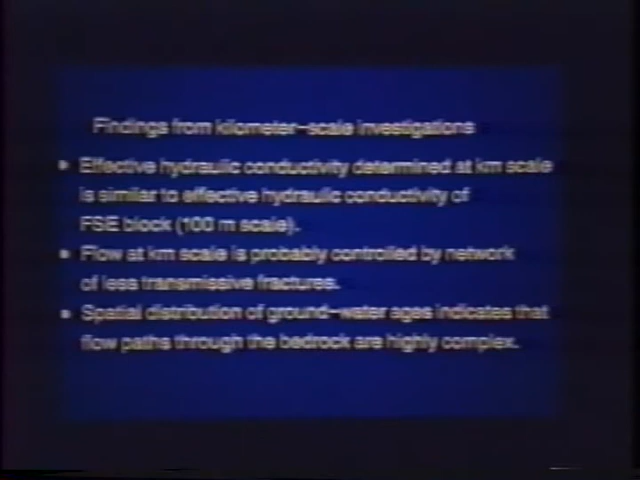 Findings from kilometer-scale investigations
• Effective hydraulic conductivity determined at km scale
is similar to effective hydraulic conductivity of
FSE block (100 m scale).
• Flow at km scale is probably controlled by network
of less transmissive fractures.
• Spatial distribution of ground-water ages indicates that
flow paths through the bedrock are highly complex.